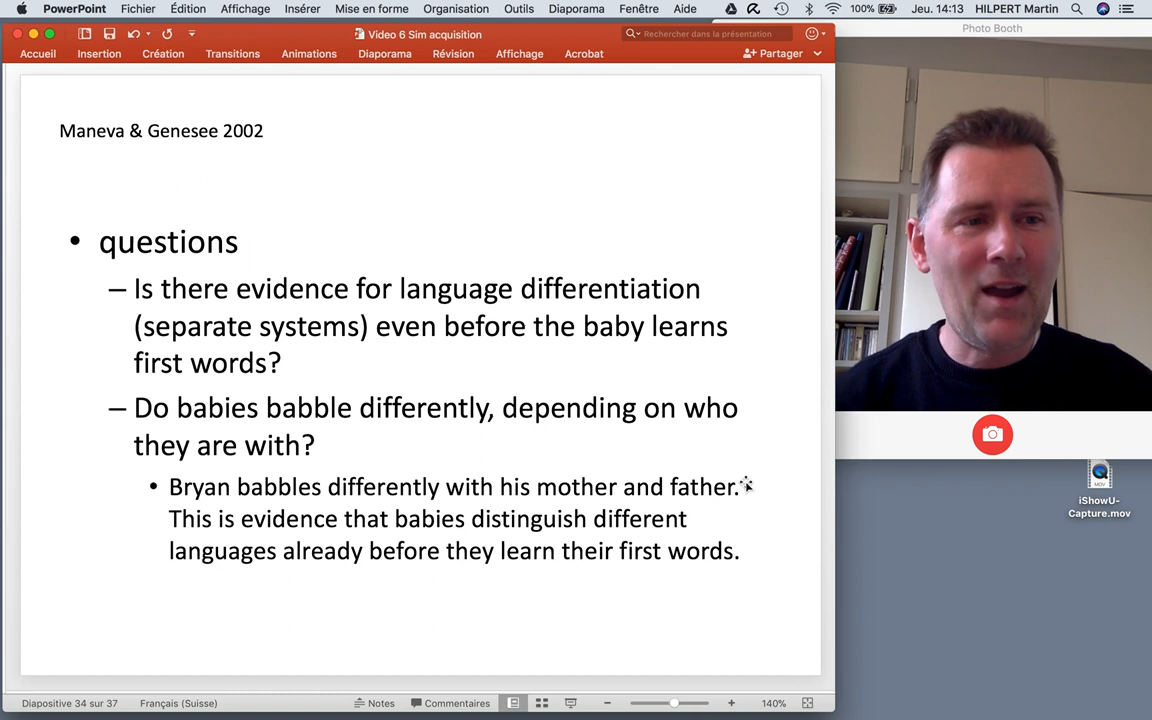 PowerPoint Fichier Édition Affichage Insérer Mise en forme Organisation Outils Diaporama Fenêtre Aide 100% Jeu. 14:13 HILPERT Martin
Photo Booth
Video 6 Sim acquisition
Rechercher dans la présentation
Accueil Insertion Création Transitions Animations Diaporama Révision Affichage Acrobat Partager
Maneva & Genesee 2002
• questions
– Is there evidence for language differentiation
(separate systems) even before the baby learns
first words?
– Do babies babble differently, depending on who
they are with?
• Bryan babbles differently with his mother and father.
This is evidence that babies distinguish different
languages already before they learn their first words.
MOV
iShowU-
Capture.mov
Diapositive 34 sur 37 Français (Suisse) Notes Commentaires 140%